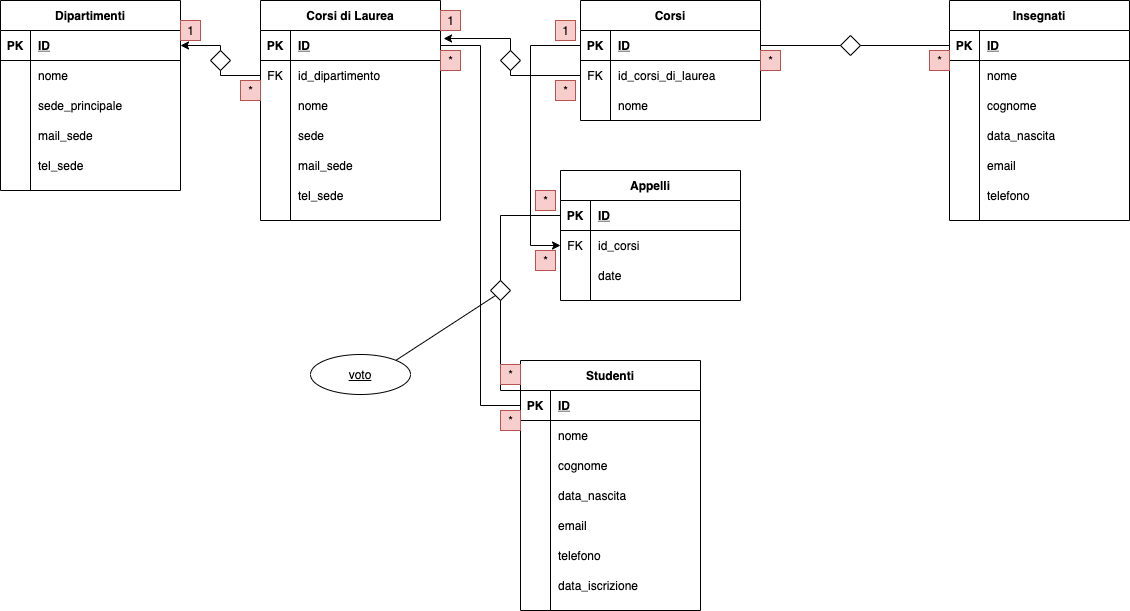 Dipartimenti
1
PK ID
nome
sede_principale
mail_sede
tel_sede
*
Corsi di Laurea
1
PK ID
*
FK id_dipartimento
nome
sede
mail_sede
tel_sede
Corsi
1
PK ID
*
FK id_corsi_di_laurea
*
nome
Insegnati
PK ID
*
nome
cognome
data_nascita
email
telefono
Appelli
*
PK ID
FK id_corsi
*
date
voto
Studenti
*
PK ID
*
nome
cognome
data_nascita
email
telefono
data_iscrizione